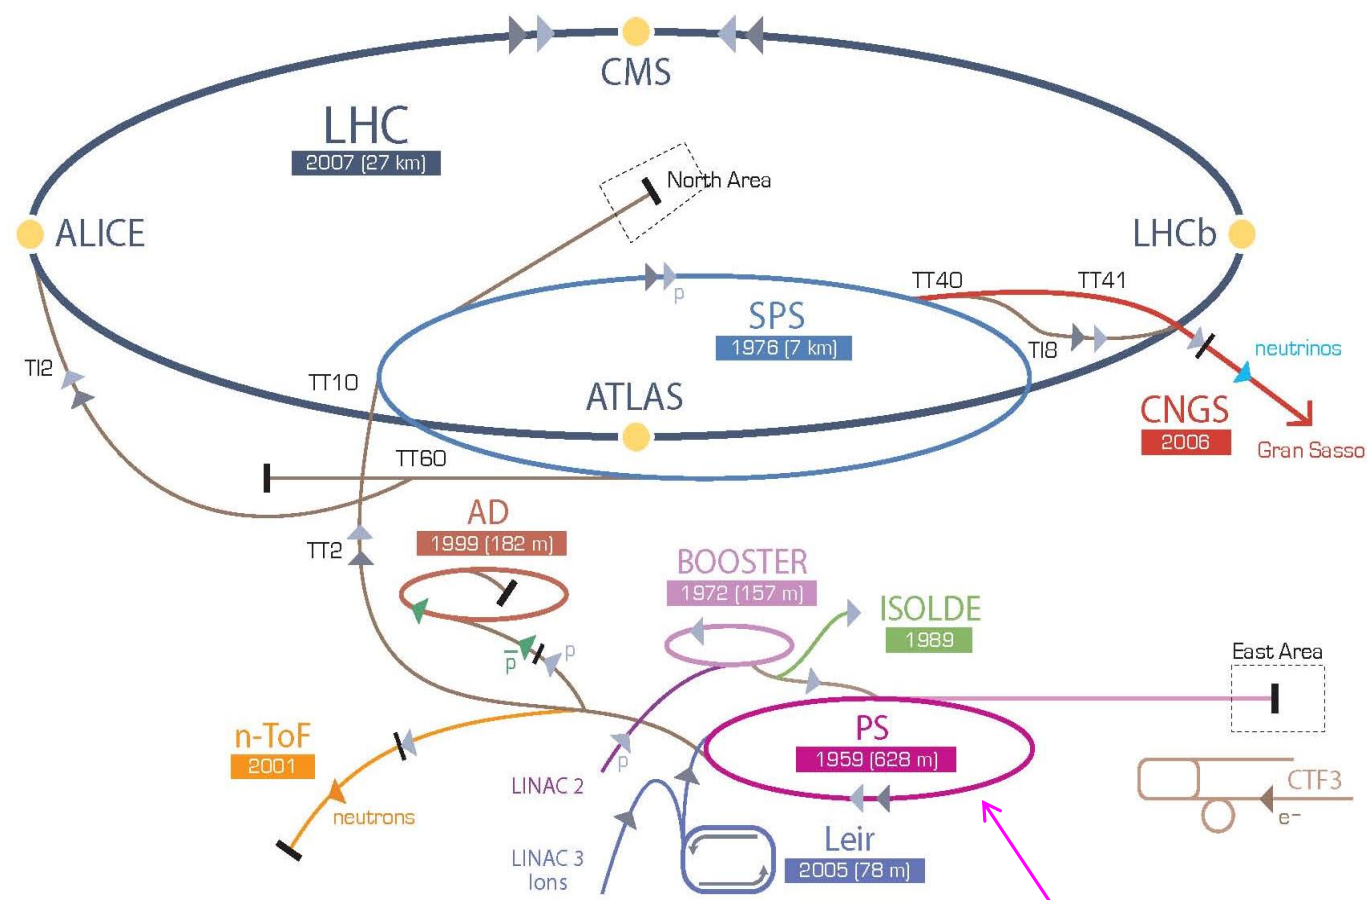 CMS
LHC
2007 (27 km)
North Area
ALICE
LHCb
TT40
TT41
p
SPS
1976 (7 km)
TI8
neutrinos
TI2
TT10
ATLAS
CNGS
2006
Gran Sasso
TT60
AD
1999 (182 m)
TT2
BOOSTER
1972 (157 m)
ISOLDE
1989
p̅
p
East Area
n-ToF
2001
PS
1959 (628 m)
p
LINAC 2
neutrons
CTF3
e-
LINAC 3
Ions
Leir
2005 (78 m)